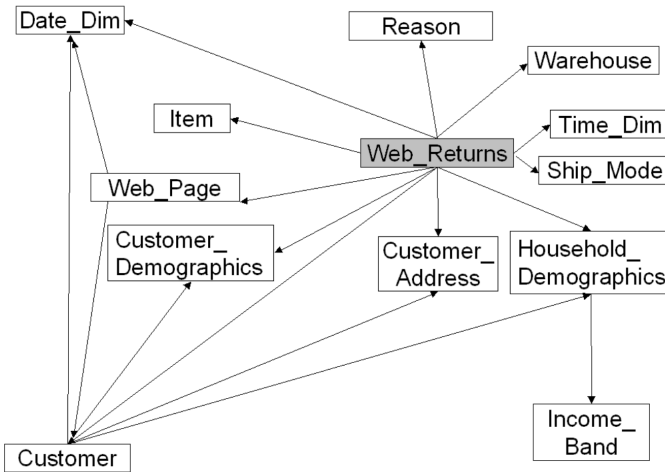 Date_Dim
Reason
Warehouse
Item
Time_Dim
Web_Returns
Ship_Mode
Web_Page
Customer_
Demographics
Customer_
Address
Household_
Demographics
Income_
Band
Customer